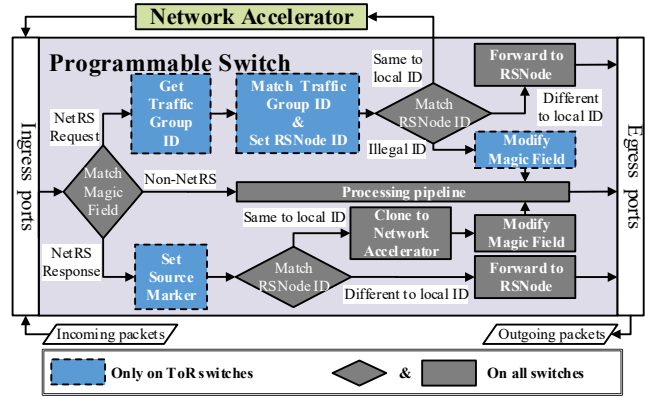 Network Accelerator
Programmable Switch
Ingress ports
Egress ports
NetRS
Request
Get
Traffic
Group
ID
Match Traffic
Group ID
&
Set RSNode ID
Same to
local ID
Match
RSNode ID
Forward to
RSNode
Different
to local ID
Illegal ID
Modify
Magic Field
Match
Magic
Field
Non-NetRS
Processing pipeline
Same to local ID
Clone to
Network
Accelerator
Modify
Magic Field
NetRS
Response
Set
Source
Marker
Match
RSNode ID
Different to local ID
Forward to
RSNode
Incoming packets
Outgoing packets
Only on ToR switches
&
On all switches